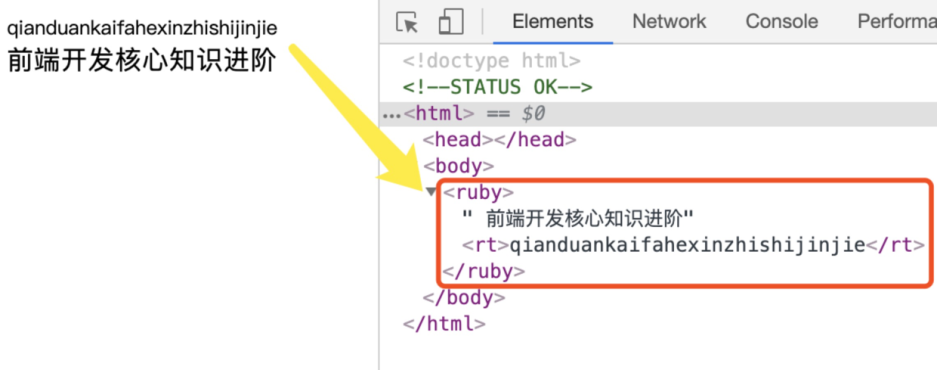 qianduankaifahexinzhishijinjie
前端开发核心知识进阶
Elements Network Console Performa
<!doctype html>
<!--STATUS OK-->
…<html> == $0
<head></head>
<body>
▼<ruby>
" 前端开发核心知识进阶"
<rt>qianduankaifahexinzhishijinjie</rt>
</ruby>
</body>
</html>